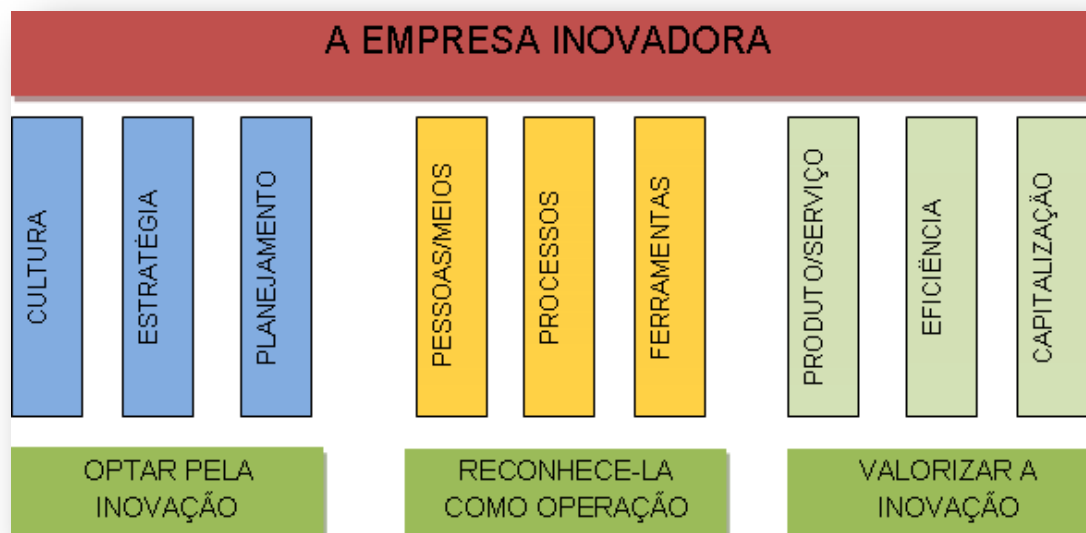 A EMPRESA INOVADORA
CULTURA
ESTRATÉGIA
PLANEJAMENTO
PESSOAS/MEIOS
PROCESSOS
FERRAMENTAS
PRODUTO/SERVIÇO
EFICIÊNCIA
CAPITALIZAÇÃO
OPTAR PELA
INOVAÇÃO
RECONHECE-LA
COMO OPERAÇÃO
VALORIZAR A
INOVAÇÃO